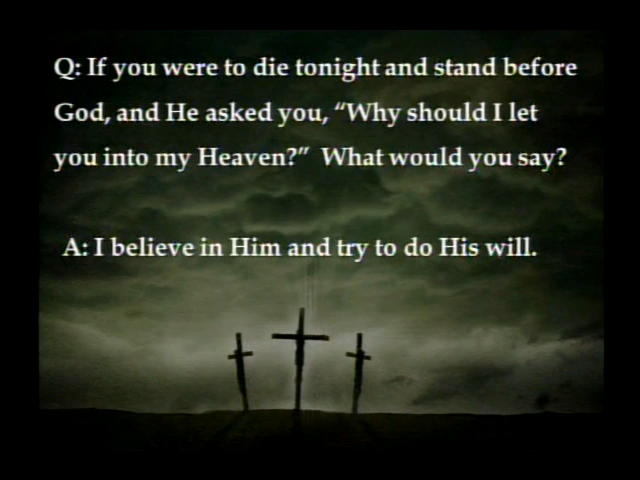 Q: If you were to die tonight and stand before
God, and He asked you, “Why should I let
you into my Heaven?”  What would you say?
A: I believe in Him and try to do His will.